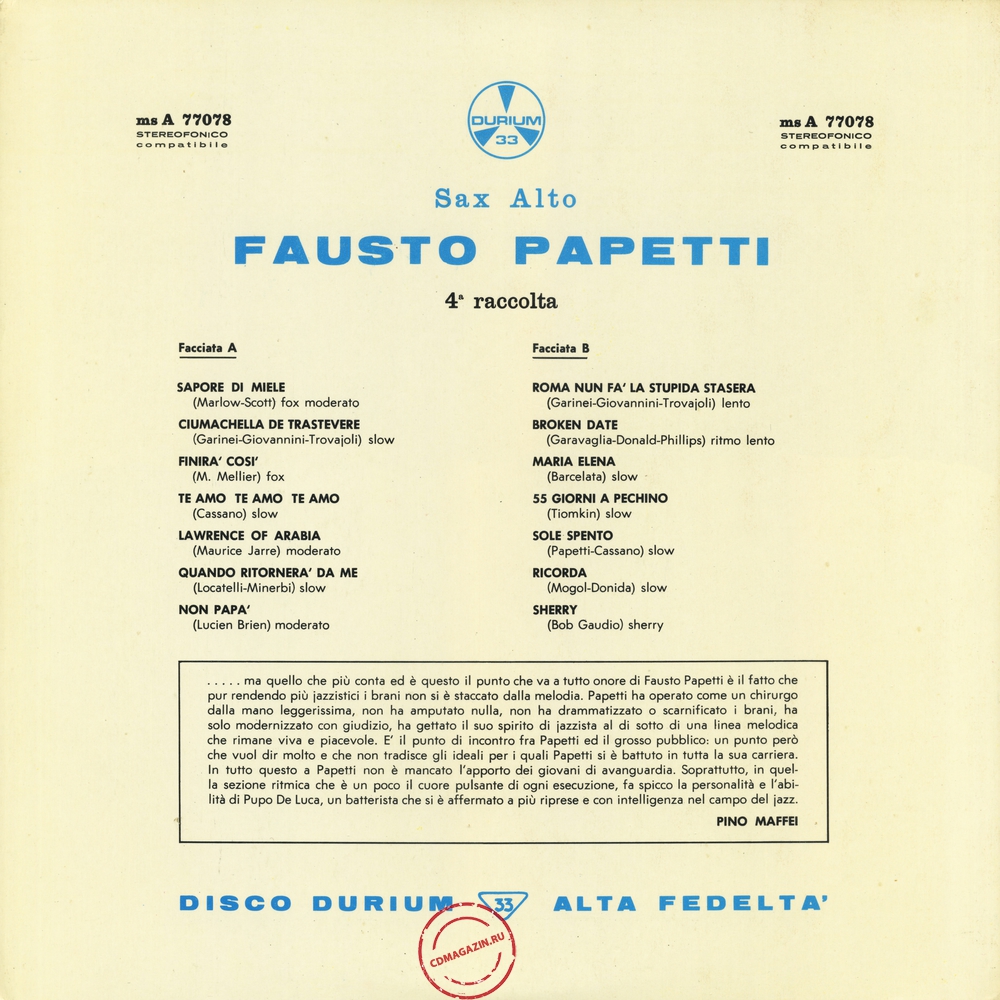 ms A 77078
STEREOFONICO
compatibile
DURIUM
33
ms A 77078
STEREOFONICO
compatibile
Sax Alto
FAUSTO PAPETTI
4ª raccolta
Facciata A
SAPORE DI MIELE
(Marlow-Scott) fox moderato
CIUMACHELLA DE TRASTEVERE
(Garinei-Giovannini-Trovajoli) slow
FINIRA' COSI'
(M. Mellier) fox
TE AMO TE AMO TE AMO
(Cassano) slow
LAWRENCE OF ARABIA
(Maurice Jarre) moderato
QUANDO RITORNERA' DA ME
(Locatelli-Minerbi) slow
NON PAPA'
(Lucien Brien) moderato
Facciata B
ROMA NUN FA' LA STUPIDA STASERA
(Garinei-Giovannini-Trovajoli) lento
BROKEN DATE
(Garavaglia-Donald-Phillips) ritmo lento
MARIA ELENA
(Barcelata) slow
55 GIORNI A PECHINO
(Tiomkin) slow
SOLE SPENTO
(Papetti-Cassano) slow
RICORDA
(Mogol-Donida) slow
SHERRY
(Bob Gaudio) sherry
. . . . . ma quello che più conta ed è questo il punto che va a tutto onore di Fausto Papetti è il fatto che
pur rendendo più jazzistici i brani non si è staccato dalla melodia. Papetti ha operato come un chirurgo
dalla mano leggerissima, non ha amputato nulla, non ha drammatizzato o scarnificato i brani, ha
solo modernizzato con giudizio, ha gettato il suo spirito di jazzista al di sotto di una linea melodica
che rimane viva e piacevole. E' il punto di incontro fra Papetti ed il grosso pubblico: un punto però
che vuol dir molto e che non tradisce gli ideali per i quali Papetti si è battuto in tutta la sua carriera.
In tutto questo a Papetti non è mancato l'apporto dei giovani di avanguardia. Soprattutto, in quel-
la sezione ritmica che è un poco il cuore pulsante di ogni esecuzione, fa spicco la personalità e l'abi-
lità di Pupo De Luca, un batterista che si è affermato a più riprese e con intelligenza nel campo del jazz.
PINO MAFFEI
DISCO DURIUM 33 ALTA FEDELTA'
CDMAGAZIN.RU